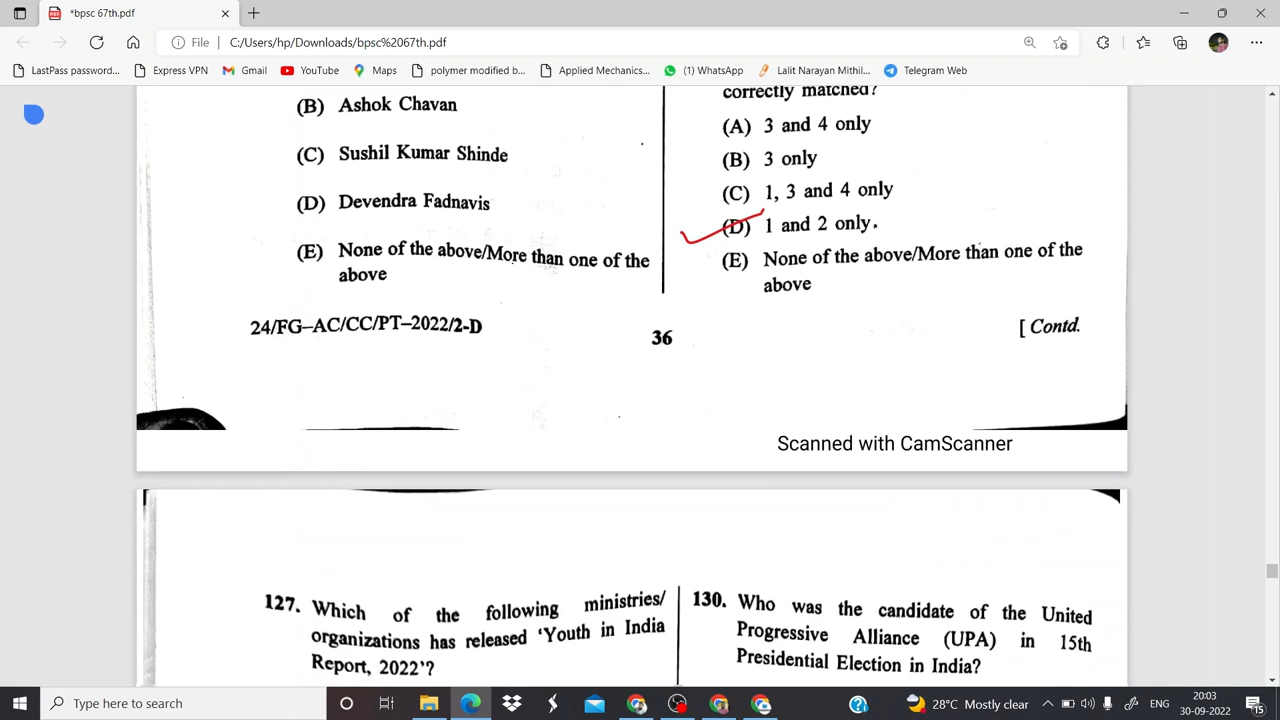 *bpsc 67th.pdf
File
C:/Users/hp/Downloads/bpsc%2067th.pdf
LastPass password...
Express VPN
Gmail
YouTube
Maps
polymer modified b...
Applied Mechanics...
(1) WhatsApp
Lalit Narayan Mithil...
Telegram Web
(B) Ashok Chavan
(C) Sushil Kumar Shinde
(D) Devendra Fadnavis
(E) None of the above/More than one of the
above
correctly matched?
(A) 3 and 4 only
(B) 3 only
(C) 1, 3 and 4 only
(D) 1 and 2 only.
(E) None of the above/More than one of the
above
24/FG–AC/CC/PT–2022/2-D
36
[ Contd.
Scanned with CamScanner
127. Which of the following ministries/
organizations has released ‘Youth in India
Report, 2022’?
130. Who was the candidate of the United
Progressive Alliance (UPA) in 15th
Presidential Election in India?
Type here to search
28°C Mostly clear
ENG
20:03
30-09-2022
15